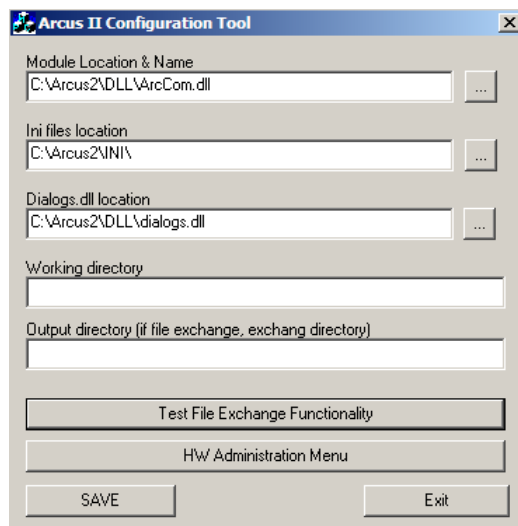 Arcus II Configuration Tool
Module Location & Name
C:\Arcus2\DLL\ArcCom.dll
...
Ini files location
C:\Arcus2\INI\
...
Dialogs.dll location
C:\Arcus2\DLL\dialogs.dll
...
Working directory
Output directory (if file exchange, exchang directory)
Test File Exchange Functionality
HW Administration Menu
SAVE
Exit